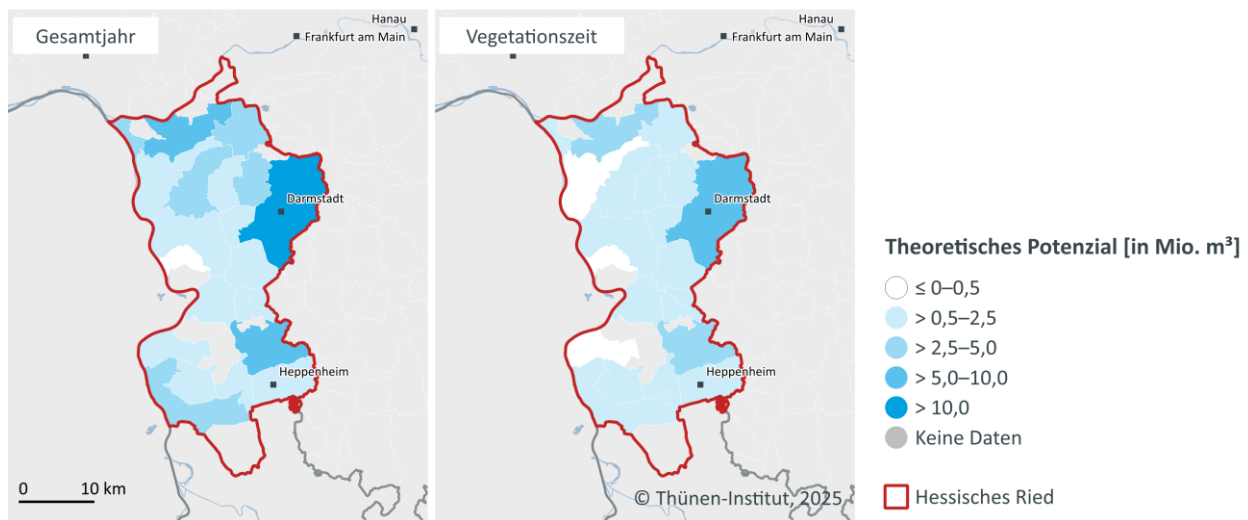 Gesamtjahr
Hanau
Frankfurt am Main
Darmstadt
Heppenheim
0 10 km
Vegetationszeit
Hanau
Frankfurt am Main
Darmstadt
Heppenheim
© Thünen-Institut, 2025
Theoretisches Potenzial [in Mio. m³]
≤ 0–0,5
> 0,5–2,5
> 2,5–5,0
> 5,0–10,0
> 10,0
Keine Daten
Hessisches Ried